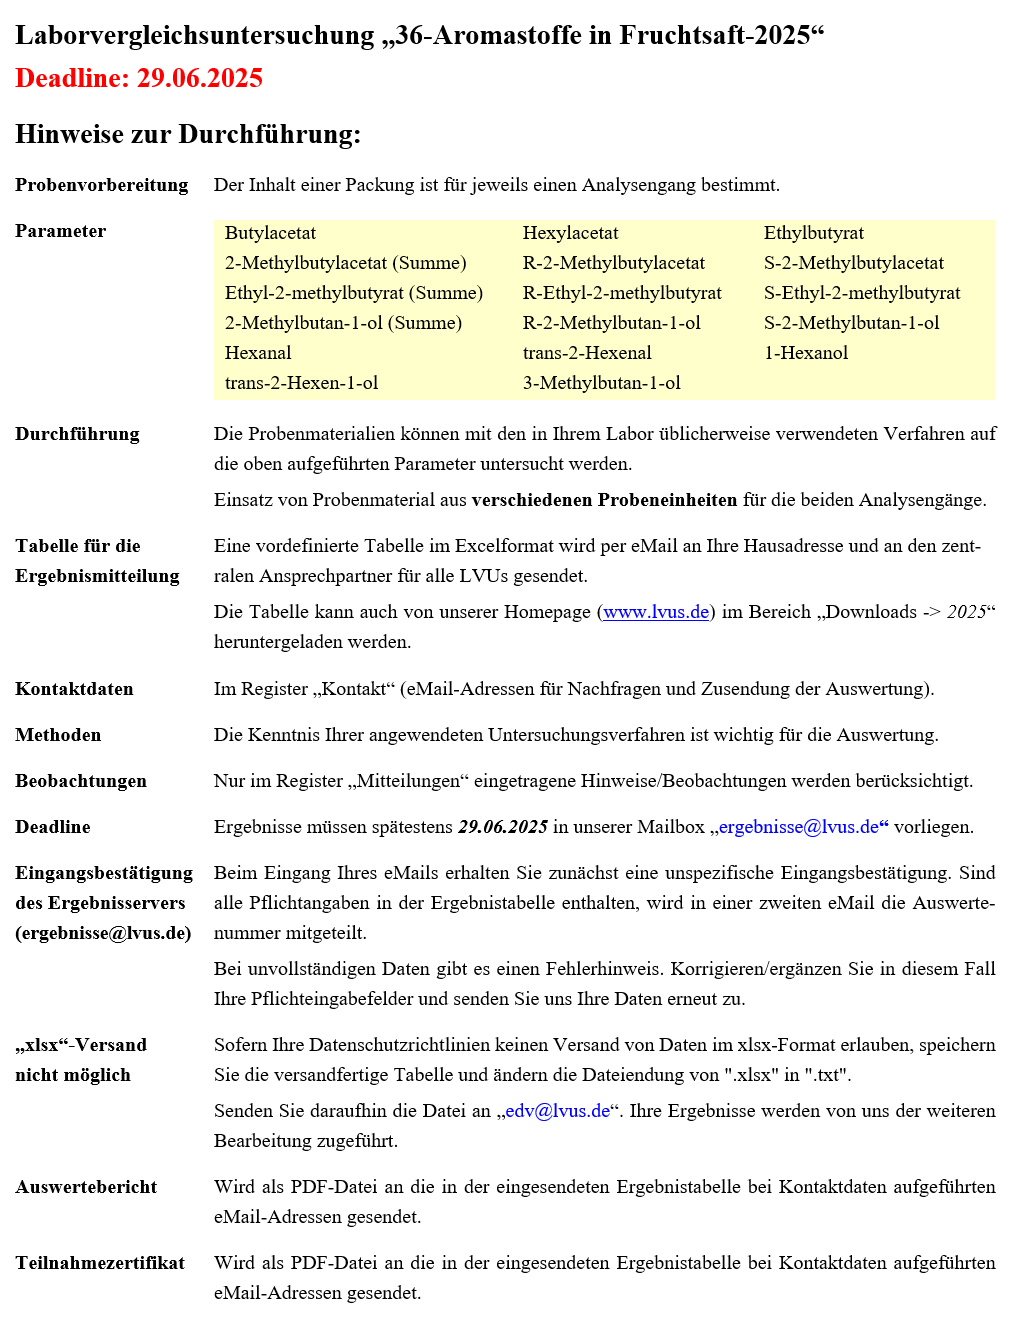 Laborvergleichsuntersuchung „36-Aromastoffe in Fruchtsaft-2025“
Deadline: 29.06.2025
Hinweise zur Durchführung:
Probenvorbereitung Der Inhalt einer Packung ist für jeweils einen Analysengang bestimmt.
Parameter Butylacetat Hexylacetat Ethylbutyrat
2-Methylbutylacetat (Summe) R-2-Methylbutylacetat S-2-Methylbutylacetat
Ethyl-2-methylbutyrat (Summe) R-Ethyl-2-methylbutyrat S-Ethyl-2-methylbutyrat
2-Methylbutan-1-ol (Summe) R-2-Methylbutan-1-ol S-2-Methylbutan-1-ol
Hexanal trans-2-Hexenal 1-Hexanol
trans-2-Hexen-1-ol 3-Methylbutan-1-ol
Durchführung Die Probenmaterialien können mit den in Ihrem Labor üblicherweise verwendeten Verfahren auf
die oben aufgeführten Parameter untersucht werden.
Einsatz von Probenmaterial aus verschiedenen Probeneinheiten für die beiden Analysengänge.
Tabelle für die Eine vordefinierte Tabelle im Excelformat wird per eMail an Ihre Hausadresse und an den zent-
Ergebnismitteilung ralen Ansprechpartner für alle LVUs gesendet.
Die Tabelle kann auch von unserer Homepage (www.lvus.de) im Bereich „Downloads -> 2025“
heruntergeladen werden.
Kontaktdaten Im Register „Kontakt“ (eMail-Adressen für Nachfragen und Zusendung der Auswertung).
Methoden Die Kenntnis Ihrer angewendeten Untersuchungsverfahren ist wichtig für die Auswertung.
Beobachtungen Nur im Register „Mitteilungen“ eingetragene Hinweise/Beobachtungen werden berücksichtigt.
Deadline Ergebnisse müssen spätestens 29.06.2025 in unserer Mailbox „ergebnisse@lvus.de“ vorliegen.
Eingangsbestätigung Beim Eingang Ihres eMails erhalten Sie zunächst eine unspezifische Eingangsbestätigung. Sind
des Ergebnisservers alle Pflichtangaben in der Ergebnistabelle enthalten, wird in einer zweiten eMail die Auswerte-
(ergebnisse@lvus.de) nummer mitgeteilt.
Bei unvollständigen Daten gibt es einen Fehlerhinweis. Korrigieren/ergänzen Sie in diesem Fall
Ihre Pflichteingabefelder und senden Sie uns Ihre Daten erneut zu.
„xlsx“-Versand Sofern Ihre Datenschutzrichtlinien keinen Versand von Daten im xlsx-Format erlauben, speichern
nicht möglich Sie die versandfertige Tabelle und ändern die Dateiendung von ".xlsx" in ".txt".
Senden Sie daraufhin die Datei an „edv@lvus.de“. Ihre Ergebnisse werden von uns der weiteren
Bearbeitung zugeführt.
Auswertebericht Wird als PDF-Datei an die in der eingesendeten Ergebnistabelle bei Kontaktdaten aufgeführten
eMail-Adressen gesendet.
Teilnahmezertifikat Wird als PDF-Datei an die in der eingesendeten Ergebnistabelle bei Kontaktdaten aufgeführten
eMail-Adressen gesendet.